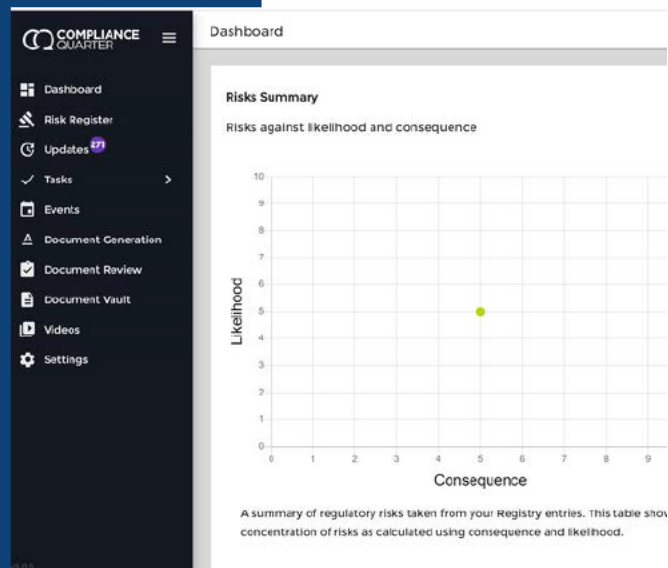 COMPLIANCE
QUARTER
Dashboard
Dashboard
Risk Register
Updates 271
Tasks
Events
Document Generation
Document Review
Document Vault
Videos
Settings
Risks Summary
Risks against likelihood and consequence
10
9
8
7
6
5
4
3
2
1
0
Likelihood
0 1 2 3 4 5 6 7 8 9
Consequence
A summary of regulatory risks taken from your Registry entries. This table show
concentration of risks as calculated using consequence and likelihood.